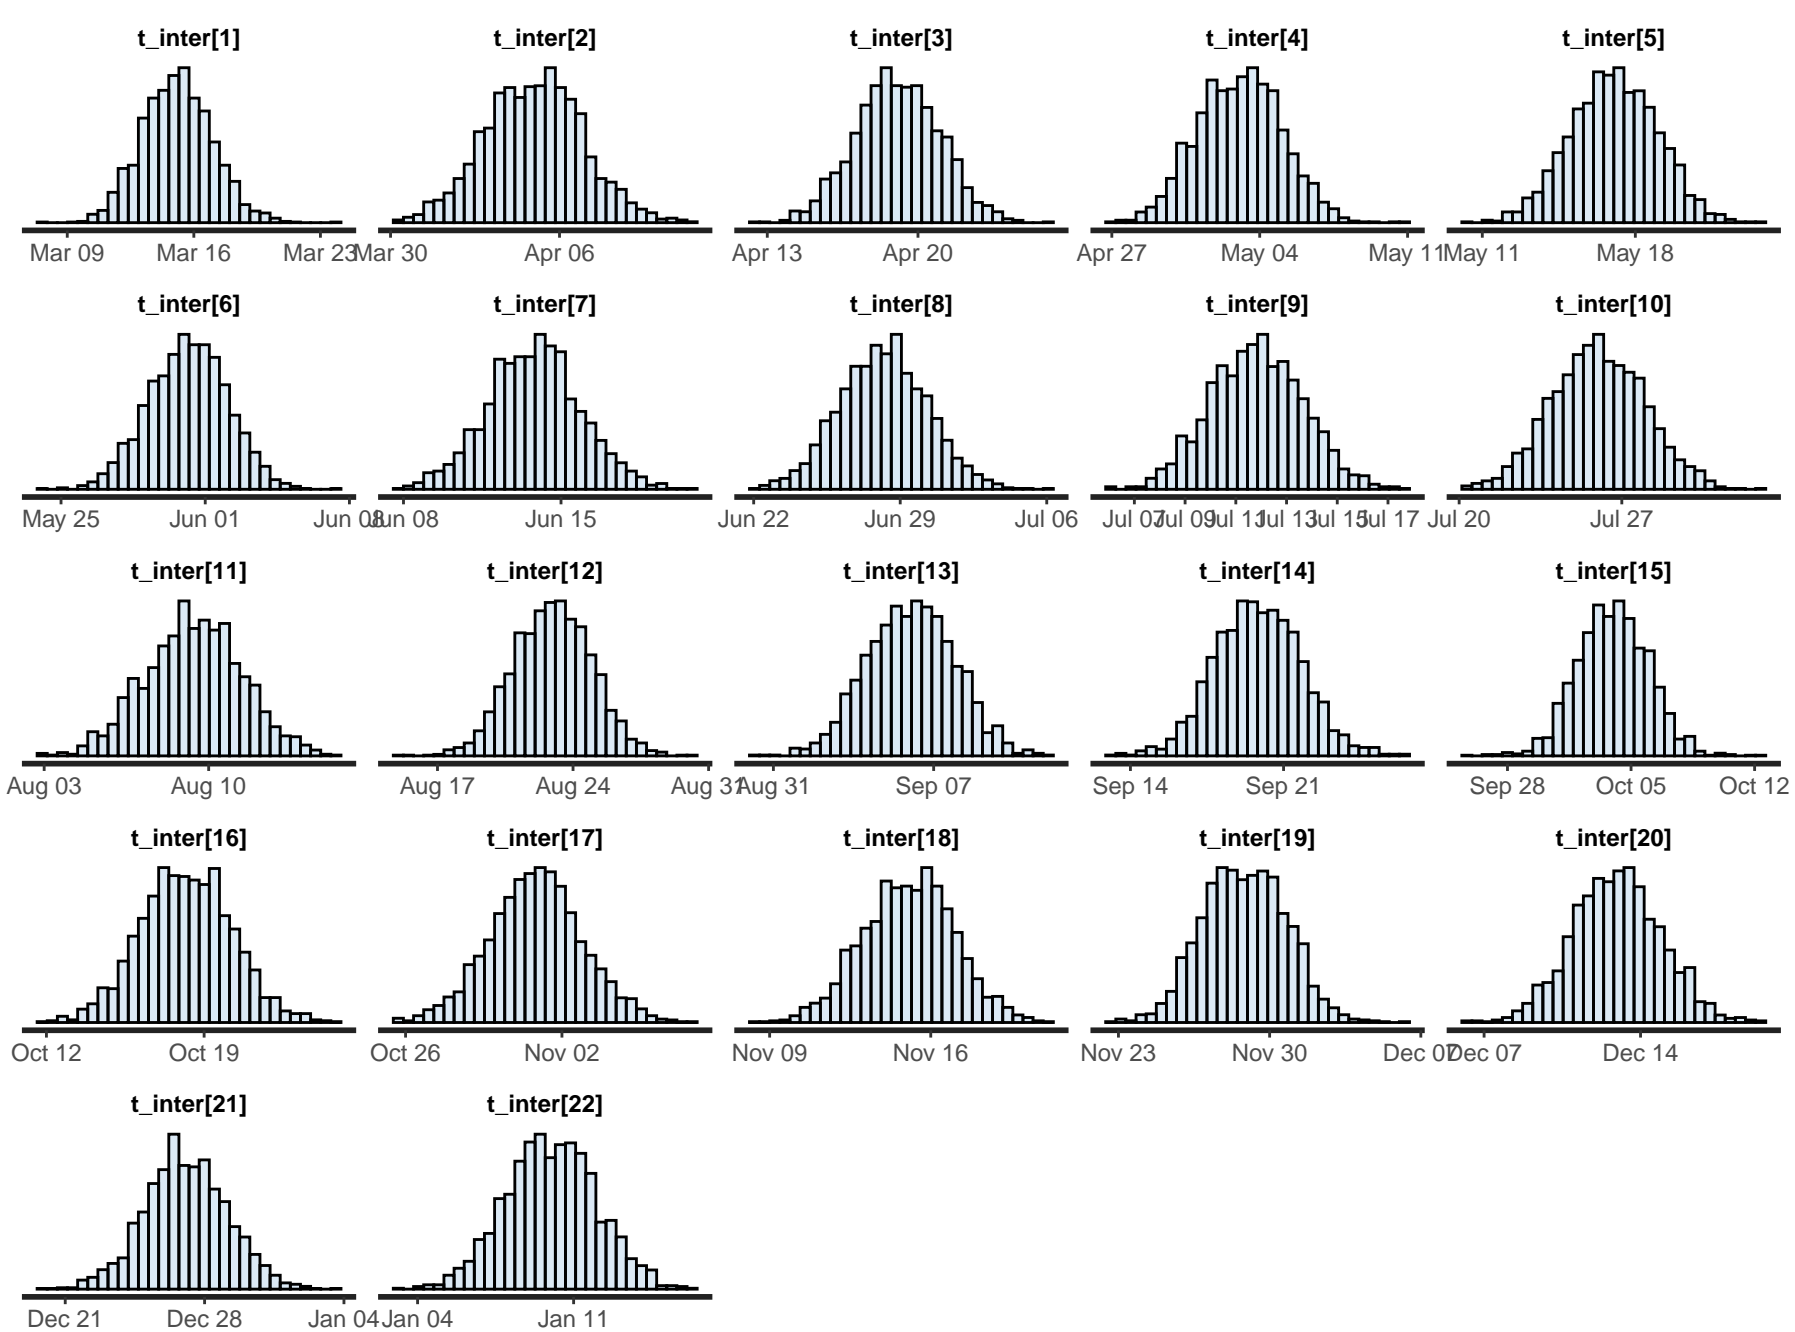 t_inter[1] t_inter[2] t_inter[3] t_inter[4] t_inter[5]
Mar 09 Mar 16 Mar 23 Mar 30 Apr 06 Apr 13 Apr 20 Apr 27 May 04 May 11 May 11 May 18
t_inter[6] t_inter[7] t_inter[8] t_inter[9] t_inter[10]
May 25 Jun 01 Jun 08 Jun 08 Jun 15 Jun 22 Jun 29 Jul 06 Jul 07 Jul 09 Jul 11 Jul 13 Jul 15 Jul 17 Jul 20 Jul 27
t_inter[11] t_inter[12] t_inter[13] t_inter[14] t_inter[15]
Aug 03 Aug 10 Aug 17 Aug 24 Aug 31 Aug 31 Sep 07 Sep 14 Sep 21 Sep 28 Oct 05 Oct 12
t_inter[16] t_inter[17] t_inter[18] t_inter[19] t_inter[20]
Oct 12 Oct 19 Oct 26 Nov 02 Nov 09 Nov 16 Nov 23 Nov 30 Dec 07 Dec 07 Dec 14
t_inter[21] t_inter[22]
Dec 21 Dec 28 Jan 04 Jan 04 Jan 11